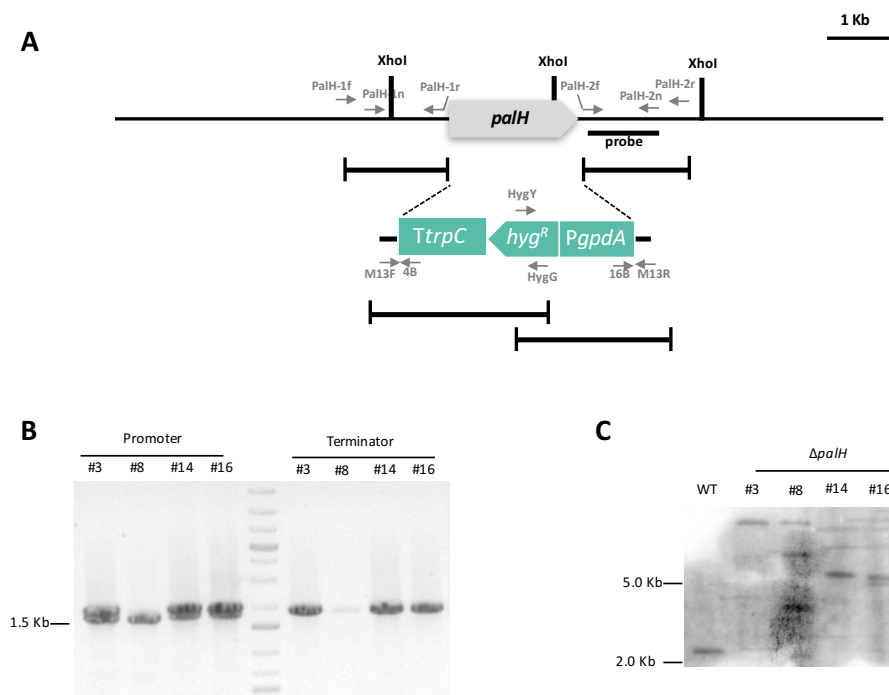 A
1 Kb
XhoI
XhoI
XhoI
PalH-1f
PalH-1n
PalH-1r
PalH-2f
PalH-2n
PalH-2r
palH
probe
HygY
TtrpC
hygR
PgpdA
M13F
4B
HygG
16B
M13R
B
Promoter
Terminator
#3
#8
#14
#16
#3
#8
#14
#16
1.5 Kb
C
ΔpalH
WT
#3
#8
#14
#16
5.0 Kb
2.0 Kb